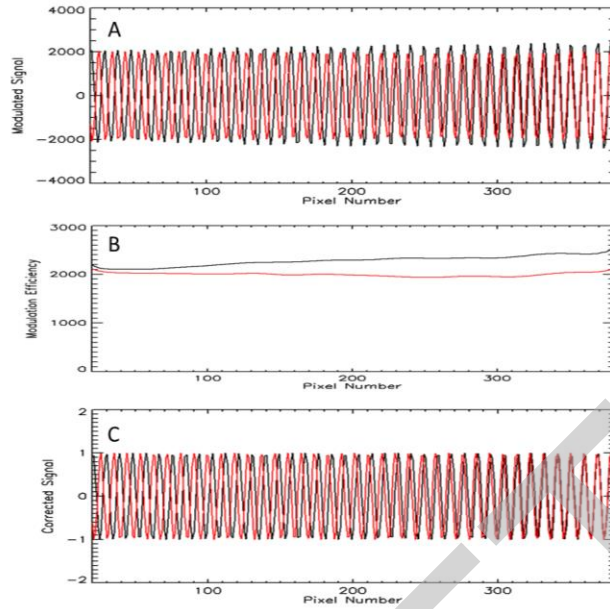 A
4000
2000
0
−2000
−4000
Modulated Signal
100
200
300
Pixel Number
B
3000
2000
1000
0
Modulation Efficiency
100
200
300
Pixel Number
C
2
1
0
−1
−2
Corrected Signal
100
200
300
Pixel Number